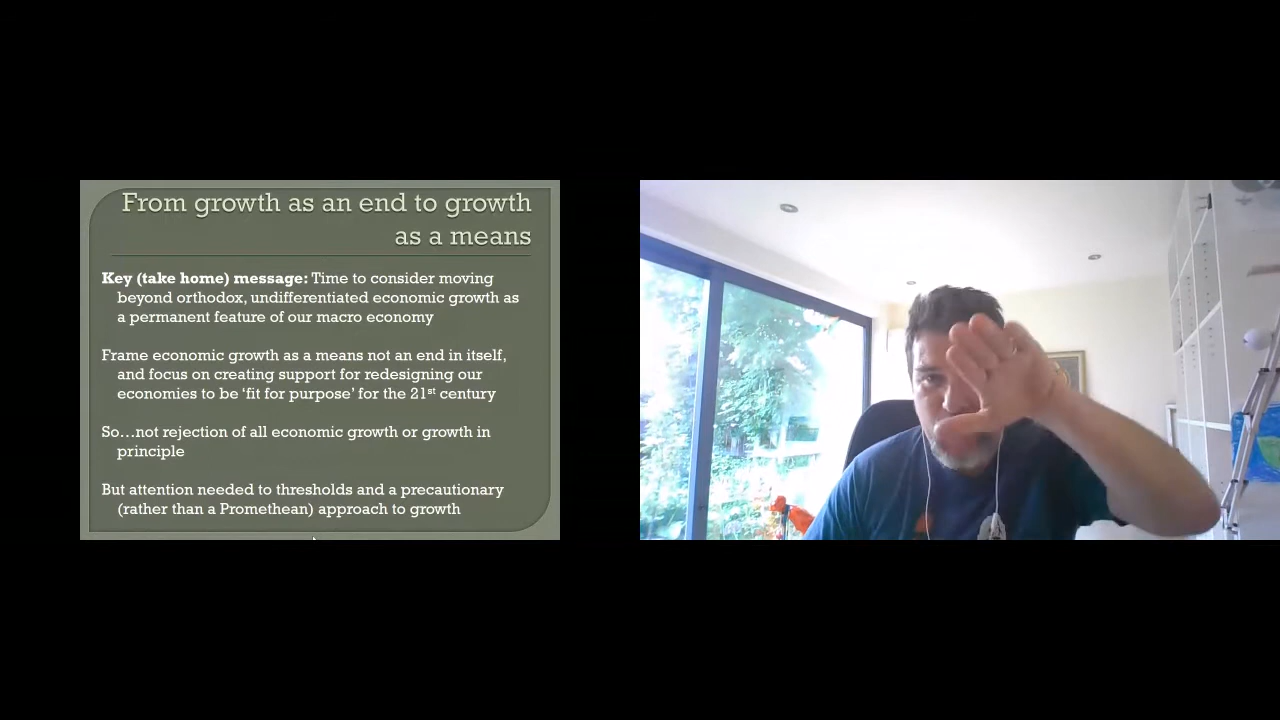 From growth as an end to growth
as a means
Key (take home) message: Time to consider moving
beyond orthodox, undifferentiated economic growth as
a permanent feature of our macro economy
Frame economic growth as a means not an end in itself,
and focus on creating support for redesigning our
economies to be ‘fit for purpose’ for the 21st century
So…not rejection of all economic growth or growth in
principle
But attention needed to thresholds and a precautionary
(rather than a Promethean) approach to growth